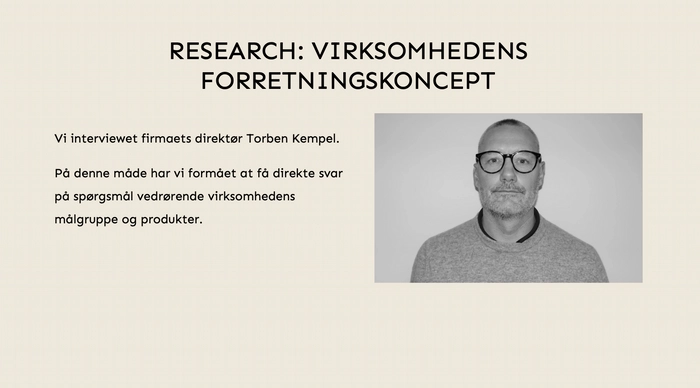 RESEARCH: VIRKSOMHEDENS
FORRETNINGSKONCEPT
Vi interviewet firmaets direktør Torben Kempel.
På denne måde har vi formået at få direkte svar
på spørgsmål vedrørende virksomhedens
målgruppe og produkter.